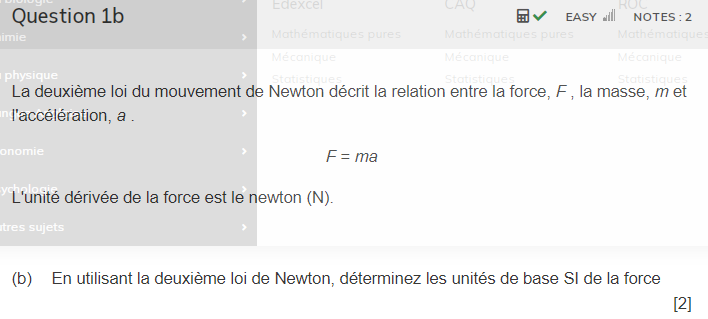 Question 1b
EASY
NOTES : 2
Edexcel CAQ ROC
Mathématiques pures Mathématiques pures Mathématiques
Mécanique Mécanique Mécanique
Statistiques Statistiques Statistiques
physique
La deuxième loi du mouvement de Newton décrit la relation entre la force, F , la masse, m et
l'accélération, a .
F = ma
L'unité dérivée de la force est le newton (N).
tres sujets
(b) En utilisant la deuxième loi de Newton, déterminez les unités de base SI de la force
[2]